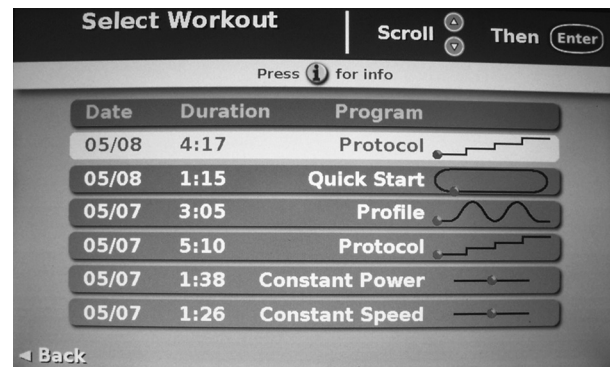 Select Workout
Scroll Then Enter
Press i for info
Date Duration Program
05/08 4:17 Protocol
05/08 1:15 Quick Start
05/07 3:05 Profile
05/07 5:10 Protocol
05/07 1:38 Constant Power
05/07 1:26 Constant Speed
Back